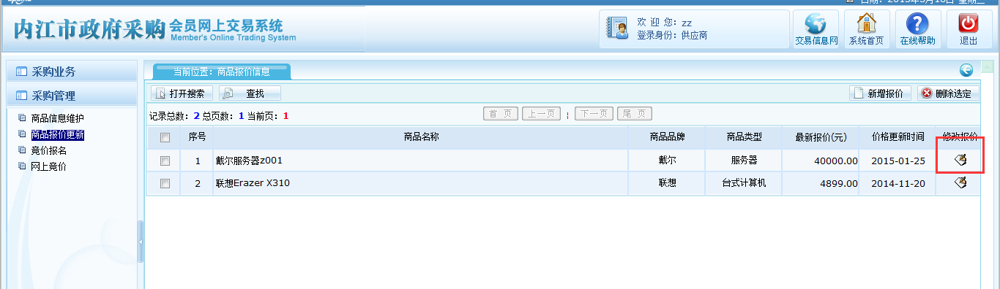 日期：2015年3月10日 星期二
内江市政府采购 会员网上交易系统
Member's Online Trading System
欢 迎 您：zz
登录身份：供应商
交易信息网 系统首页 在线帮助 退出
采购业务
采购管理
商品信息维护
商品报价更新
竞价报名
网上竞价
当前位置：商品报价信息
打开搜索 查找 新增报价 删除选定
记录总数：2 总页数：1 当前页：1 首 页 上一页 ¦ 下一页 尾 页
序号 商品名称 商品品牌 商品类型 最新报价(元) 价格更新时间 修改报价
1 戴尔服务器z001 戴尔 服务器 40000.00 2015-01-25
2 联想Erazer X310 联想 台式计算机 4899.00 2014-11-20